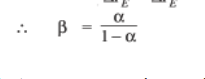 ∴ β = α / (1 − α)